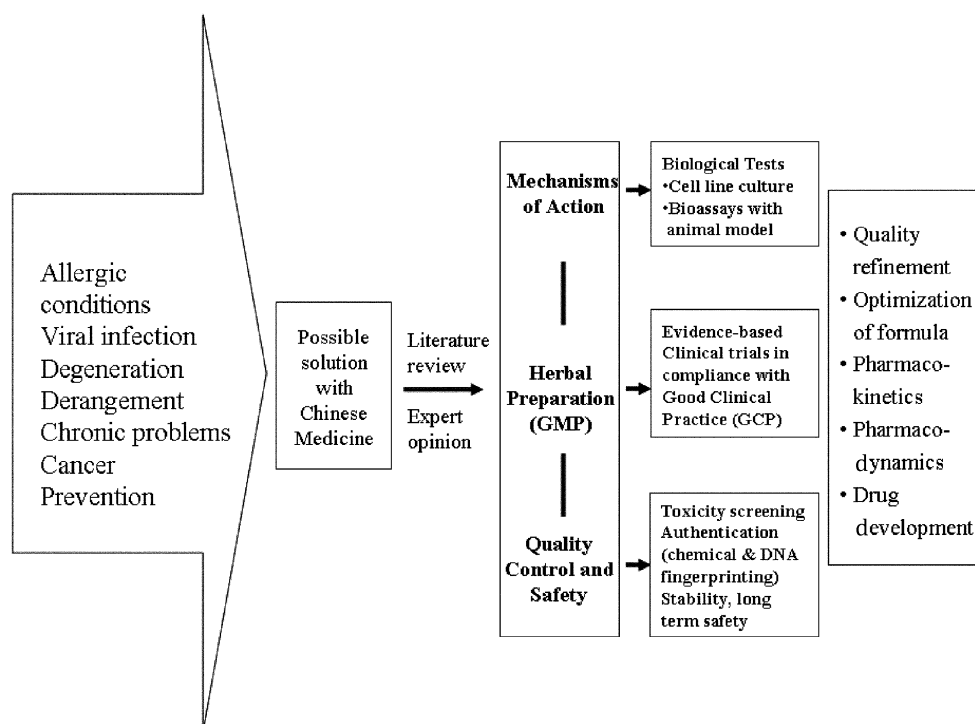 Allergic
conditions
Viral infection
Degeneration
Derangement
Chronic problems
Cancer
Prevention
Possible
solution
with
Chinese
Medicine
Literature
review
Expert
opinion
Mechanisms
of Action
Herbal
Preparation
(GMP)
Quality
Control and
Safety
Biological Tests
•Cell line culture
•Bioassays with
animal model
Evidence-based
Clinical trials in
compliance with
Good Clinical
Practice (GCP)
Toxicity screening
Authentication
(chemical & DNA
fingerprinting)
Stability, long
term safety
• Quality
refinement
• Optimization
of formula
• Pharmaco-
kinetics
• Pharmaco-
dynamics
• Drug
development